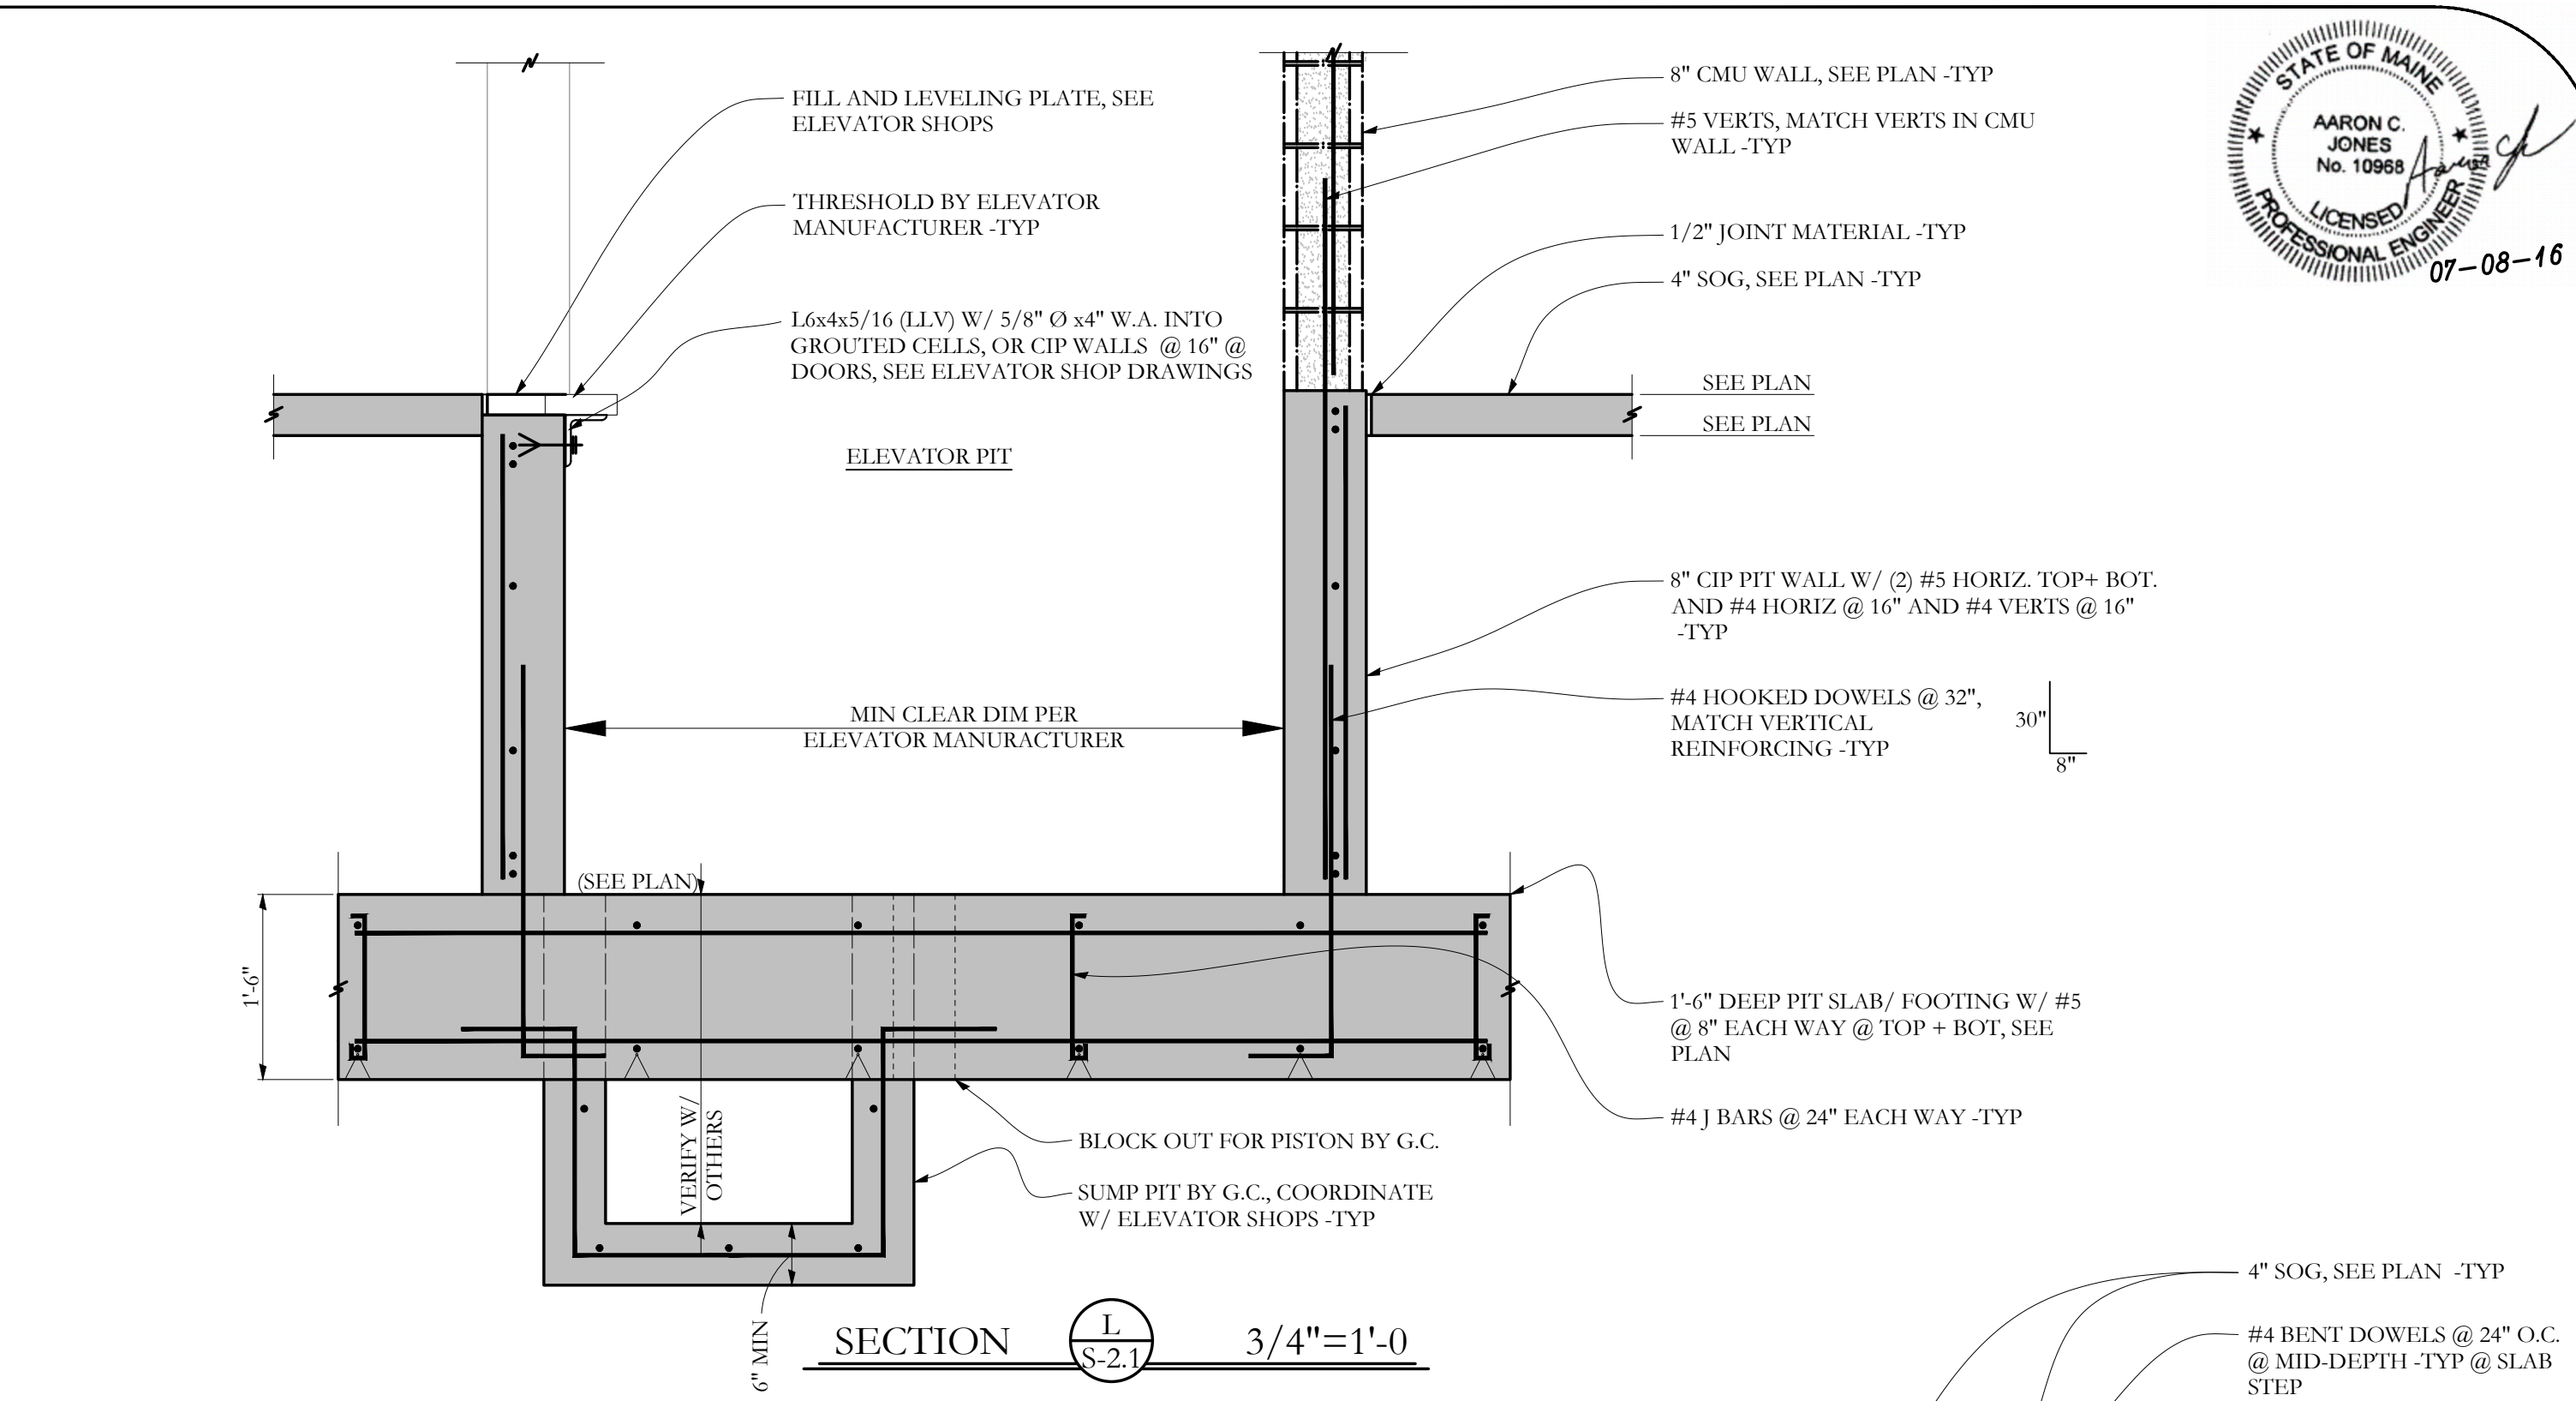 FILL AND LEVELING PLATE, SEE
ELEVATOR SHOPS
THRESHOLD BY ELEVATOR
MANUFACTURER -TYP
L6x4x5/16 (LLV) W/ 5/8" Ø x4" W.A. INTO
GROUTED CELLS, OR CIP WALLS @ 16" @
DOORS, SEE ELEVATOR SHOP DRAWINGS
ELEVATOR PIT
8" CMU WALL, SEE PLAN -TYP
#5 VERTS, MATCH VERTS IN CMU
WALL -TYP
1/2" JOINT MATERIAL -TYP
4" SOG, SEE PLAN -TYP
SEE PLAN
SEE PLAN
STATE OF MAINE
AARON C.
JONES
No. 10968
LICENSED
PROFESSIONAL ENGINEER
07-08-16
8" CIP PIT WALL W/ (2) #5 HORIZ. TOP+ BOT.
AND #4 HORIZ @ 16" AND #4 VERTS @ 16"
-TYP
#4 HOOKED DOWELS @ 32",
MATCH VERTICAL
REINFORCING -TYP
30"
8"
MIN CLEAR DIM PER
ELEVATOR MANURACTURER
(SEE PLAN)
1'-6"
1'-6" DEEP PIT SLAB/ FOOTING W/ #5
@ 8" EACH WAY @ TOP + BOT, SEE
PLAN
#4 J BARS @ 24" EACH WAY -TYP
VERIFY W/
OTHERS
BLOCK OUT FOR PISTON BY G.C.
SUMP PIT BY G.C., COORDINATE
W/ ELEVATOR SHOPS -TYP
6" MIN
SECTION L S-2.1 3/4"=1'-0
4" SOG, SEE PLAN -TYP
#4 BENT DOWELS @ 24" O.C.
@ MID-DEPTH -TYP @ SLAB
STEP